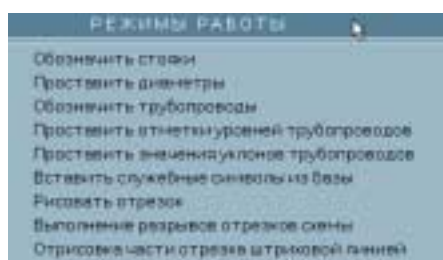 РЕЖИМЫ РАБОТЫ
Обозначить стояки
Проставить диаметры
Обозначить трубопроводы
Проставить отметки уровней трубопроводов
Проставить значения уклонов трубопроводов
Вставить служебные символы из базы
Рисовать отрезок
Выполнение разрывов отрезков схемы
Отрисовка части отрезка штриховой линией